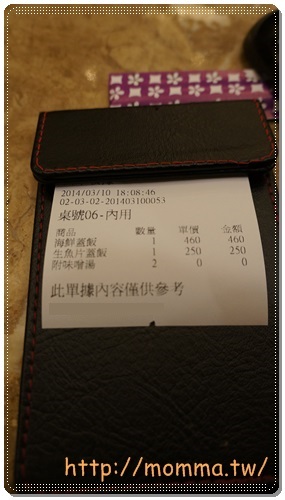 2014/03/10 18:08:46
02-03-02-201403100053
桌號06-內用
商品 數量 單價 金額
海鮮蓋飯 1 460 460
生魚片蓋飯 1 250 250
附味噌湯 2 0 0
此單據內容僅供參考
http://momma.tw/